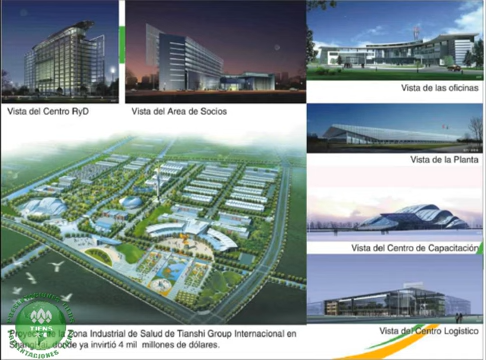 Vista del Centro RyD
Vista del Area de Socios
Vista de las oficinas
Vista de la Planta
Vista del Centro de Capacitación
Vista del Centro Logístico
de la Zona Industrial de Salud de Tianshi Group Internacional en
donde ya invirtió 4 mil millones de dólares.
TIENS